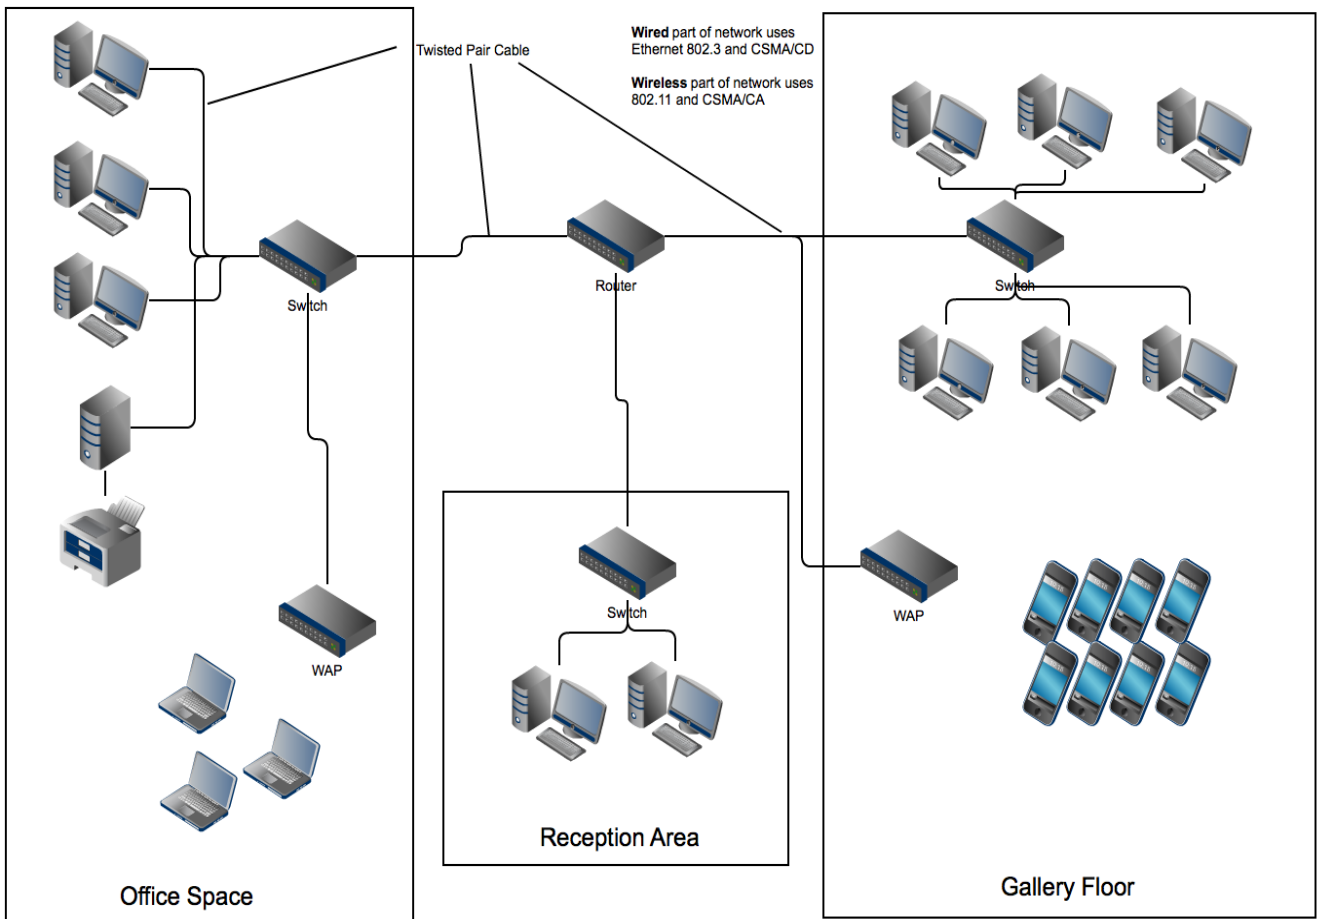 Twisted Pair Cable
Wired part of network uses
Ethernet 802.3 and CSMA/CD
Wireless part of network uses
802.11 and CSMA/CA
Switch
Router
Switch
Switch
WAP
WAP
Reception Area
Office Space
Gallery Floor